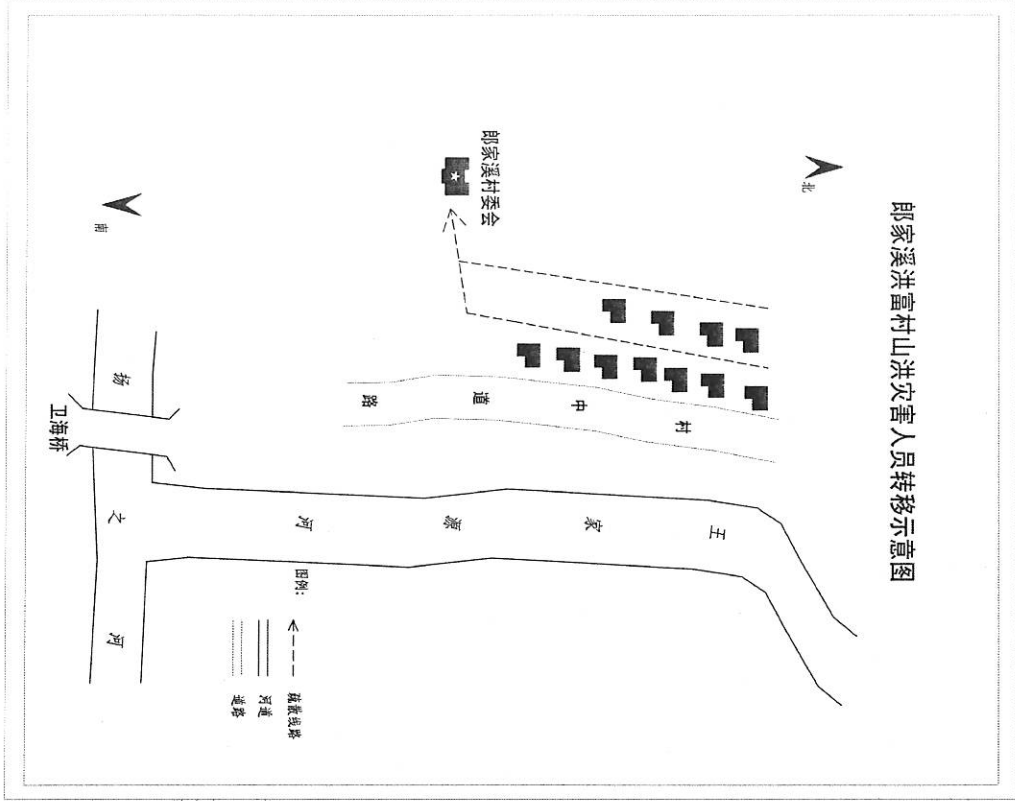 郎家溪洪富村山洪灾害人员转移示意图
北
南
郎家溪村委会
村中道路
王家源河
扬之河
卫海桥
图例:
疏散线路
河道
道路